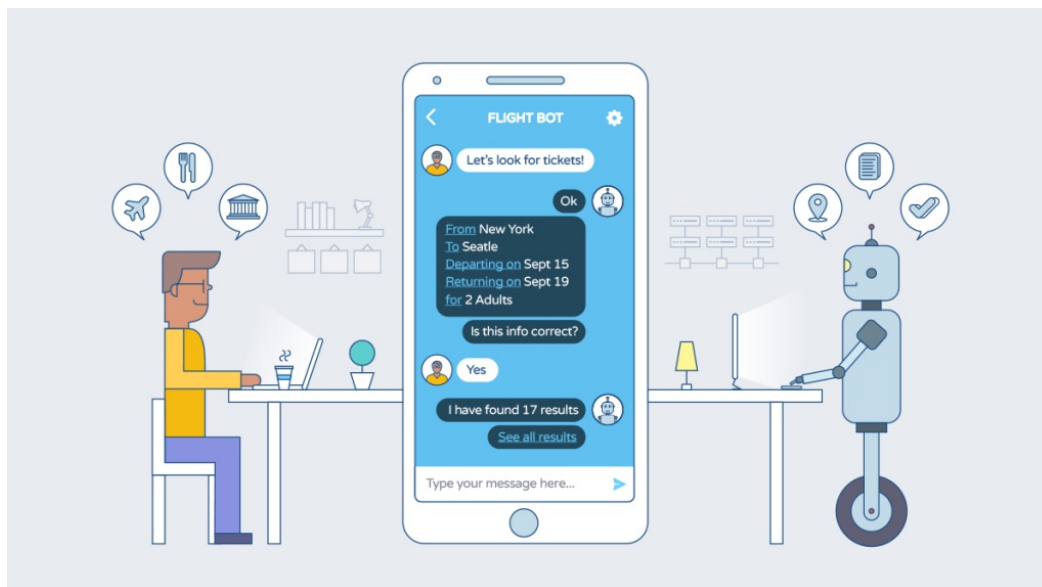 FLIGHT BOT
Let's look for tickets!
Ok
From New York
To Seatle
Departing on Sept 15
Returning on Sept 19
for 2 Adults
Is this info correct?
Yes
I have found 17 results
See all results
Type your message here...